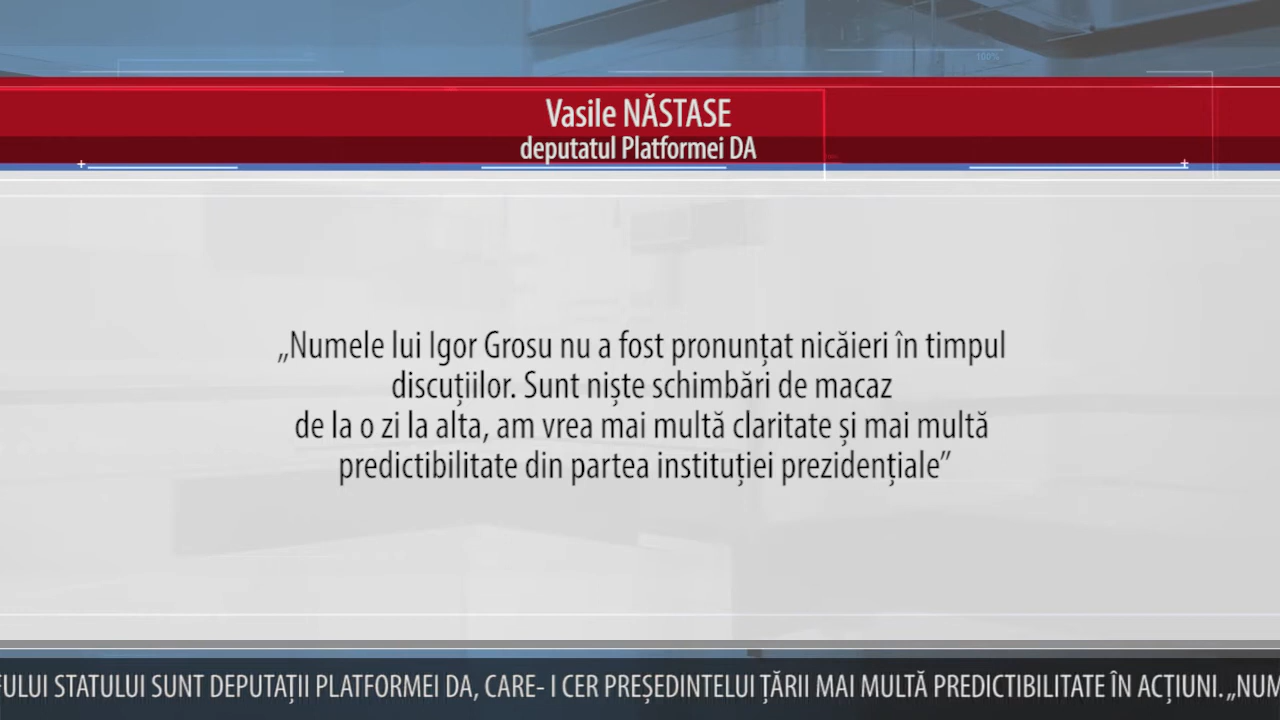 100%
Vasile NĂSTASE
deputatul Platformei DA
„Numele lui Igor Grosu nu a fost pronunțat nicăieri în timpul
discuțiilor. Sunt niște schimbări de macaz
de la o zi la alta, am vrea mai multă claritate și mai multă
predictibilitate din partea instituției prezidențiale”
FULUI STATULUI SUNT DEPUTAȚII PLATFORMEI DA, CARE- I CER PREȘEDINTELUI ȚĂRII MAI MULTĂ PREDICTIBILITATE ÎN ACȚIUNI. „NUM